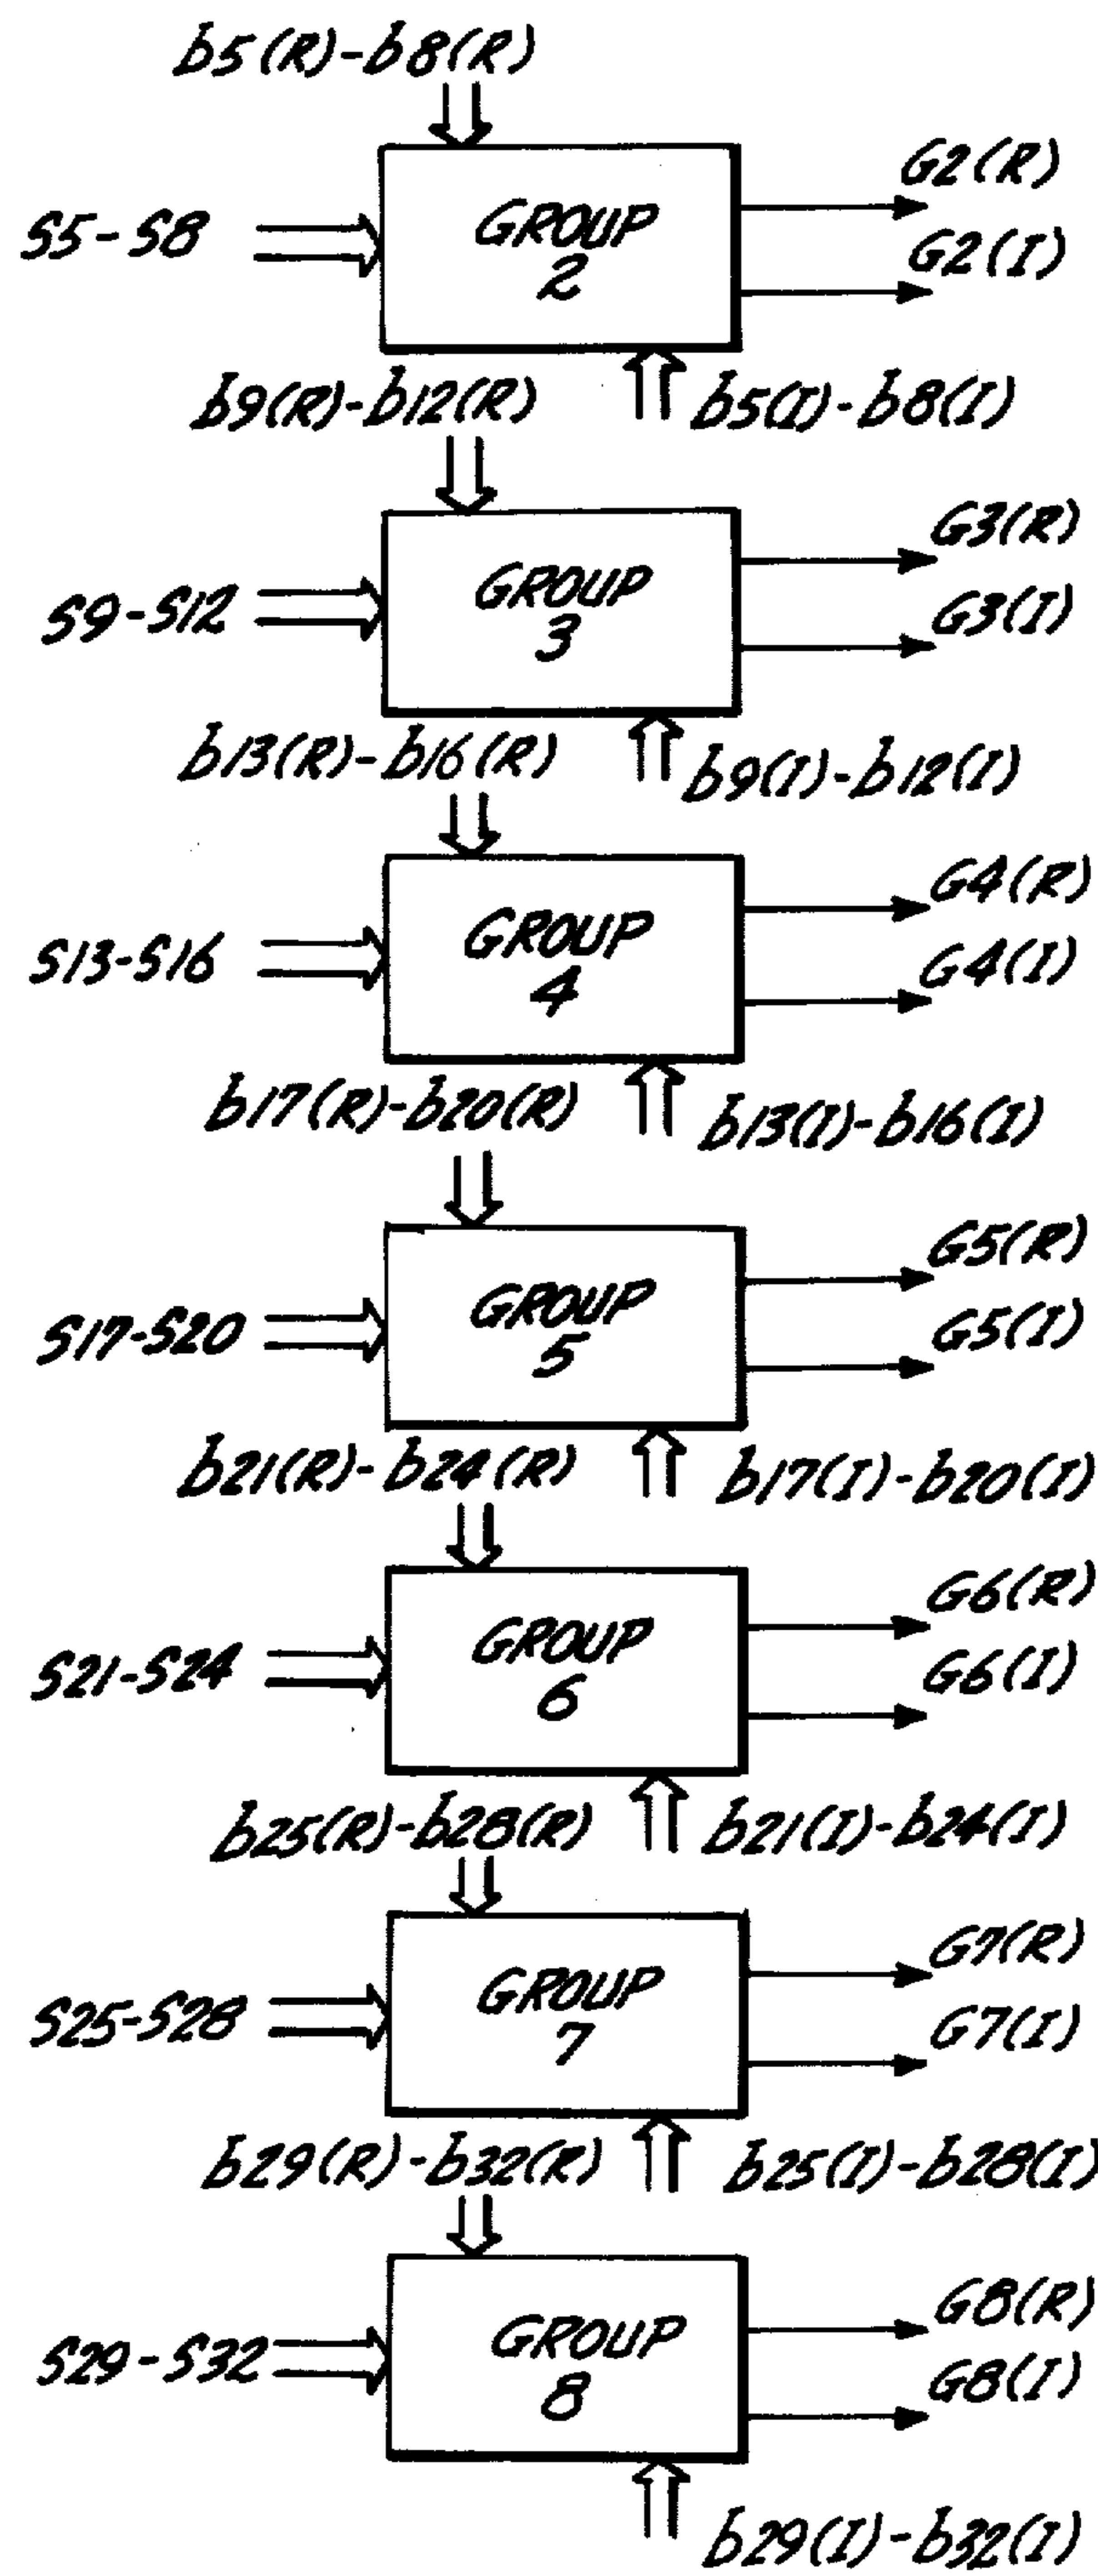 b5(R)-b8(R)
G2(R)
S5-S8
GROUP
2
G2(I)
b9(R)-b12(R)
b5(I)-b8(I)
G3(R)
S9-S12
GROUP
3
G3(I)
b13(R)-b16(R)
b9(I)-b12(I)
G4(R)
S13-S16
GROUP
4
G4(I)
b17(R)-b20(R)
b13(I)-b16(I)
G5(R)
S17-S20
GROUP
5
G5(I)
b21(R)-b24(R)
b17(I)-b20(I)
G6(R)
S21-S24
GROUP
6
G6(I)
b25(R)-b28(R)
b21(I)-b24(I)
G7(R)
S25-S28
GROUP
7
G7(I)
b29(R)-b32(R)
b25(I)-b28(I)
G8(R)
S29-S32
GROUP
8
G8(I)
b29(I)-b32(I)